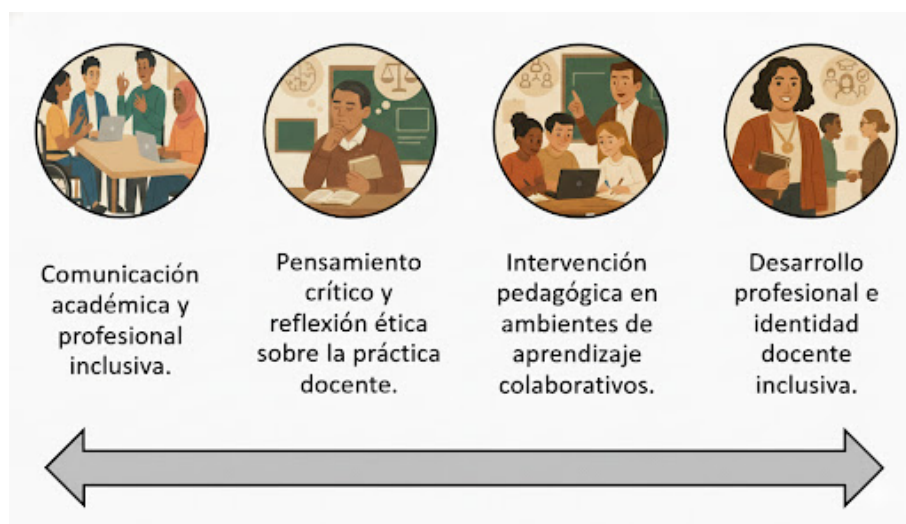 Comunicación
académica y
profesional
inclusiva.
Pensamiento
crítico y
reflexión ética
sobre la práctica
docente.
Intervención
pedagógica en
ambientes de
aprendizaje
colaborativos.
Desarrollo
profesional e
identidad
docente
inclusiva.